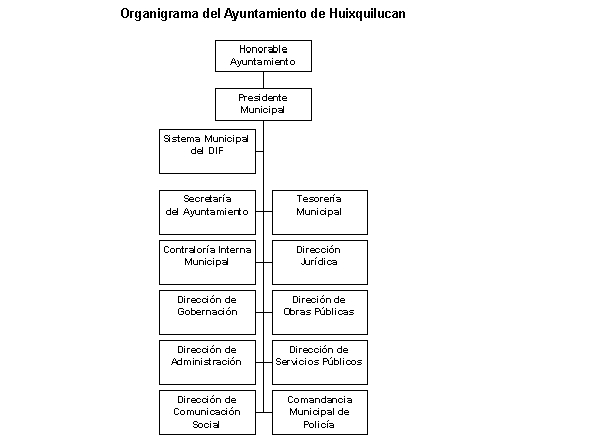 Organigrama del Ayuntamiento de Huixquilucan
Honorable
Ayuntamiento
Presidente
Municipal
Sistema Municipal
del DIF
Secretaría
del Ayuntamiento
Tesorería
Municipal
Contraloría Interna
Municipal
Dirección
Jurídica
Dirección de
Gobernación
Direción de
Obras Públicas
Dirección de
Administración
Dirección de
Servicios Públicos
Dirección de
Comunicación
Social
Comandancia
Municipal de
Policía